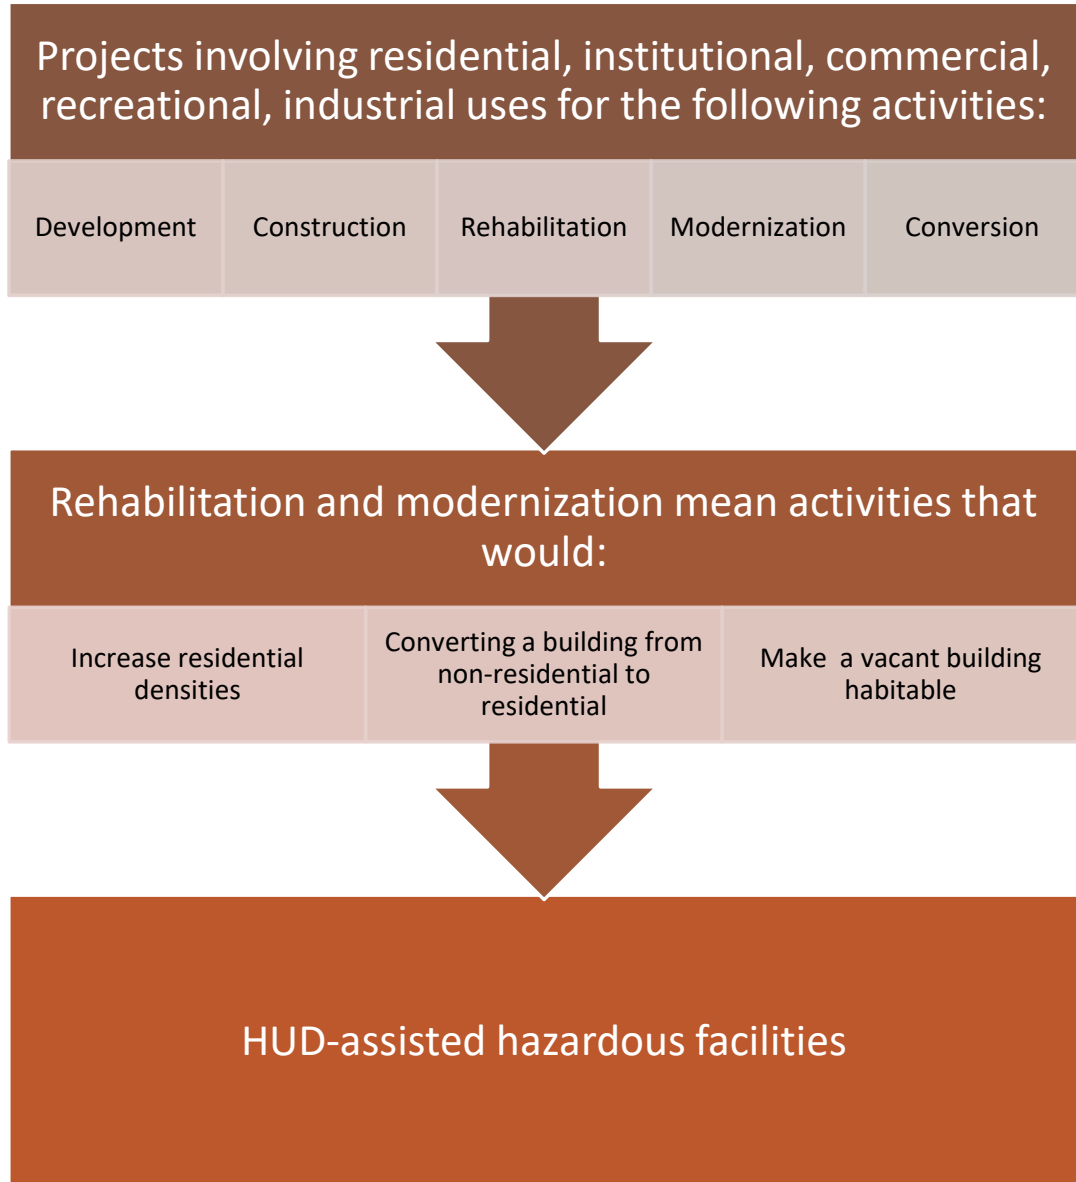 Projects involving residential, institutional, commercial,
recreational, industrial uses for the following activities:
Development
Construction
Rehabilitation
Modernization
Conversion
Rehabilitation and modernization mean activities that
would:
Increase residential
densities
Converting a building from
non-residential to
residential
Make  a vacant building
habitable
HUD-assisted hazardous facilities